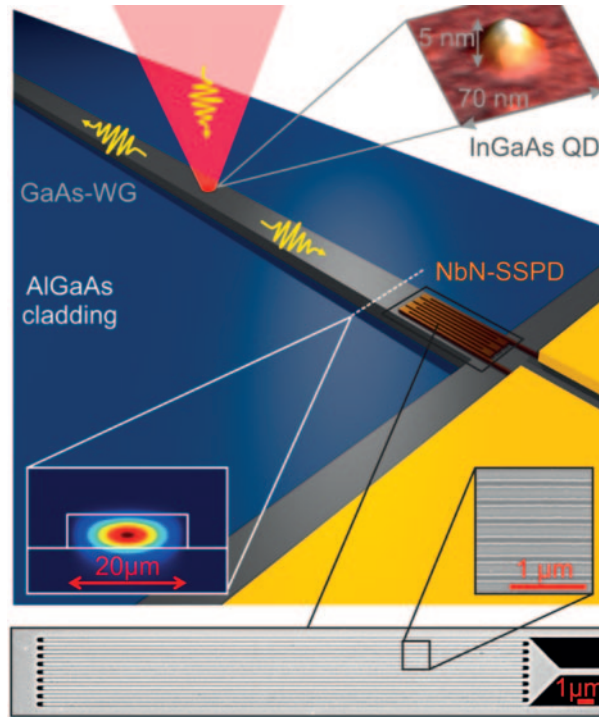 5 nm
70 nm
InGaAs QD
GaAs-WG
NbN-SSPD
AlGaAs
cladding
20μm
1 μm
1μm